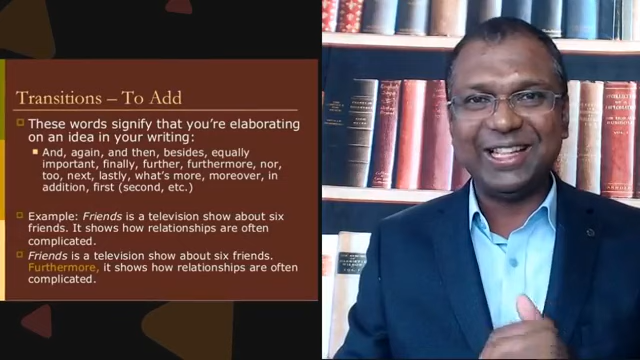 Transitions – To Add
These words signify that you're elaborating
on an idea in your writing:
And, again, and then, besides, equally
important, finally, further, furthermore, nor,
too, next, lastly, what's more, moreover, in
addition, first (second, etc.)
Example: Friends is a television show about six
friends. It shows how relationships are often
complicated.
Friends is a television show about six friends.
Furthermore, it shows how relationships are often
complicated.